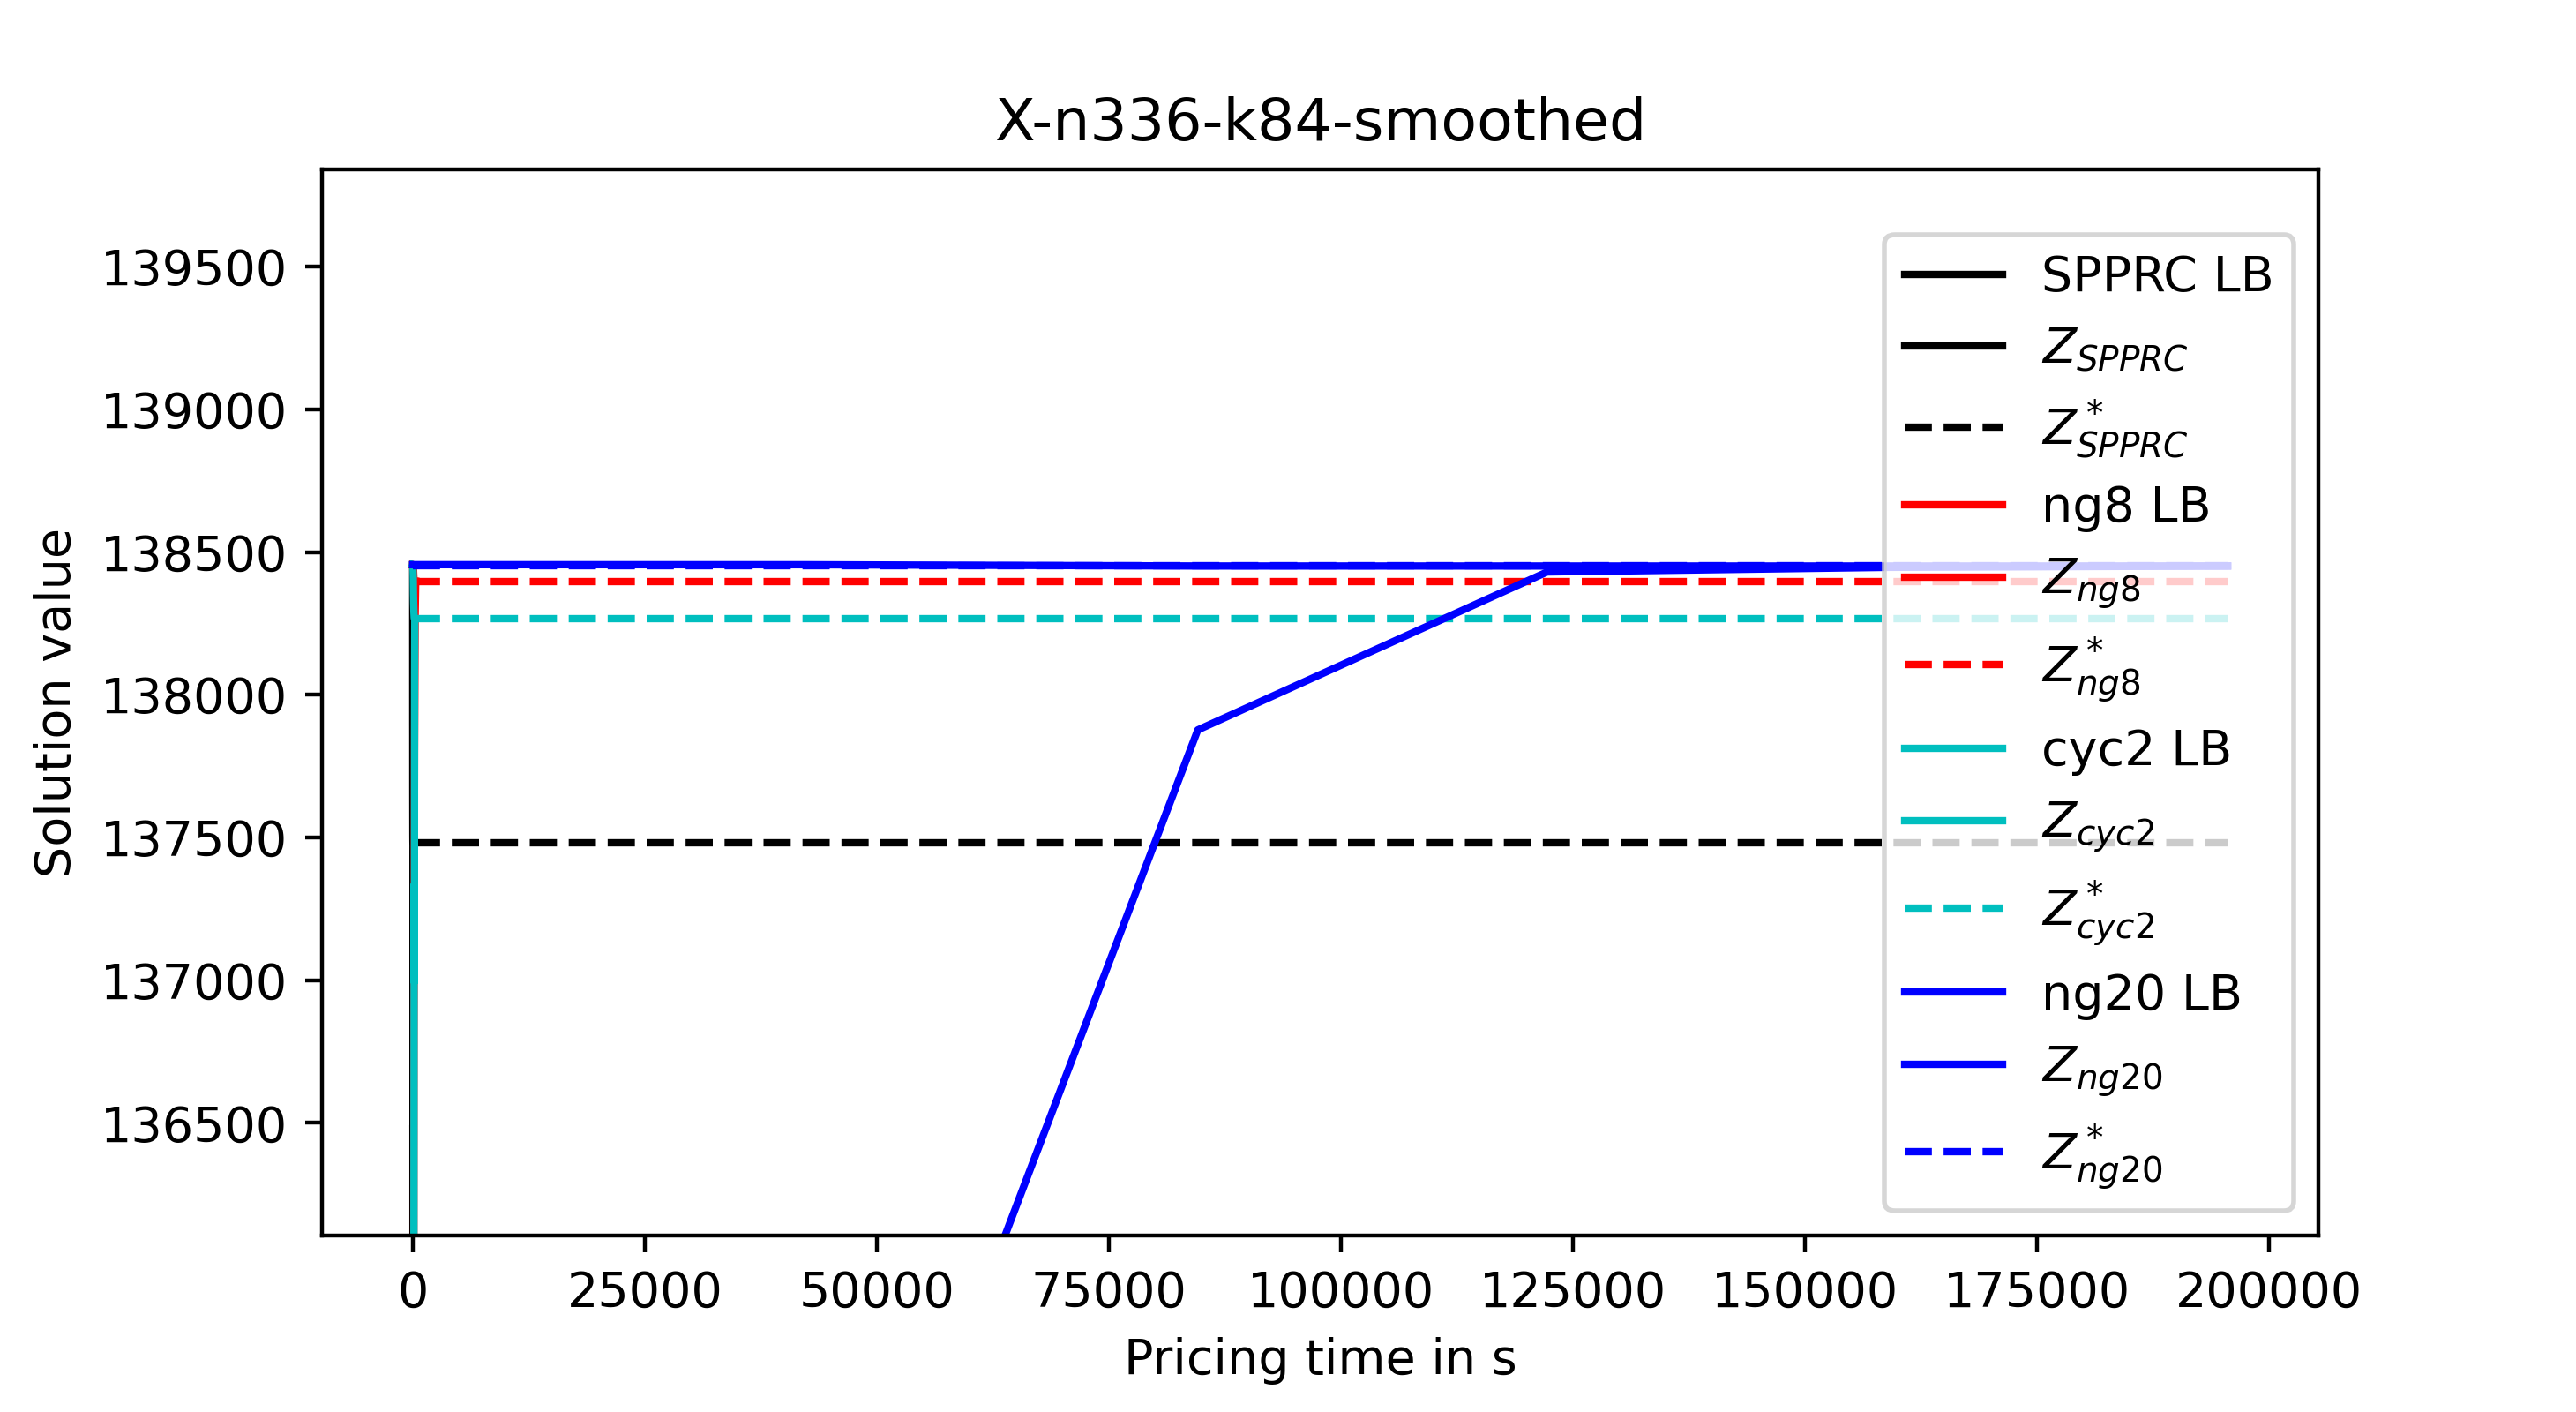 X-n336-k84-smoothed
Solution value
139500
139000
138500
138000
137500
137000
136500
SPPRC LB
Z_SPPRC
Z*_SPPRC
ng8 LB
Z_ng8
Z*_ng8
cyc2 LB
Z_cyc2
Z*_cyc2
ng20 LB
Z_ng20
Z*_ng20
0 25000 50000 75000 100000 125000 150000 175000 200000
Pricing time in s